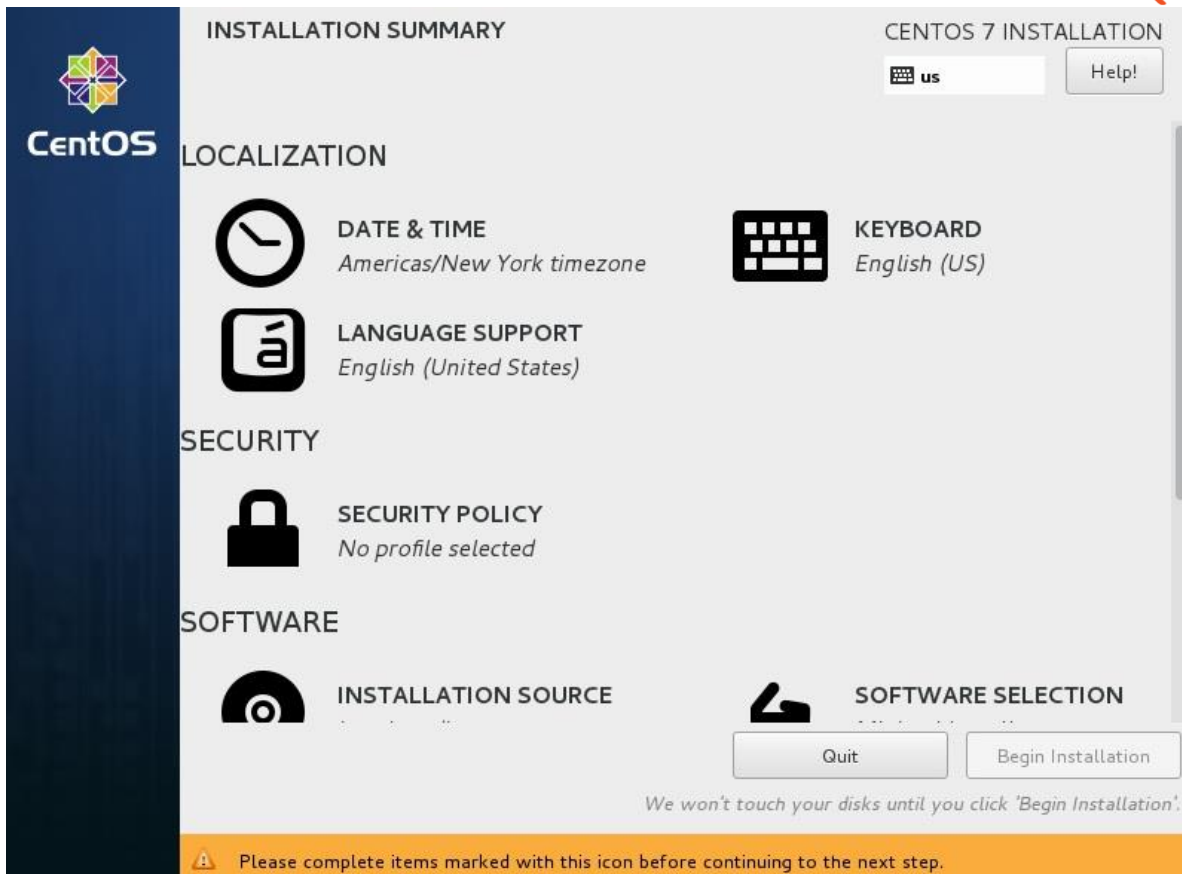 INSTALLATION SUMMARY
CENTOS 7 INSTALLATION
us
Help!
CentOS
LOCALIZATION
DATE & TIME
Americas/New York timezone
KEYBOARD
English (US)
LANGUAGE SUPPORT
English (United States)
SECURITY
SECURITY POLICY
No profile selected
SOFTWARE
INSTALLATION SOURCE
SOFTWARE SELECTION
Quit
Begin Installation
We won't touch your disks until you click 'Begin Installation'.
Please complete items marked with this icon before continuing to the next step.